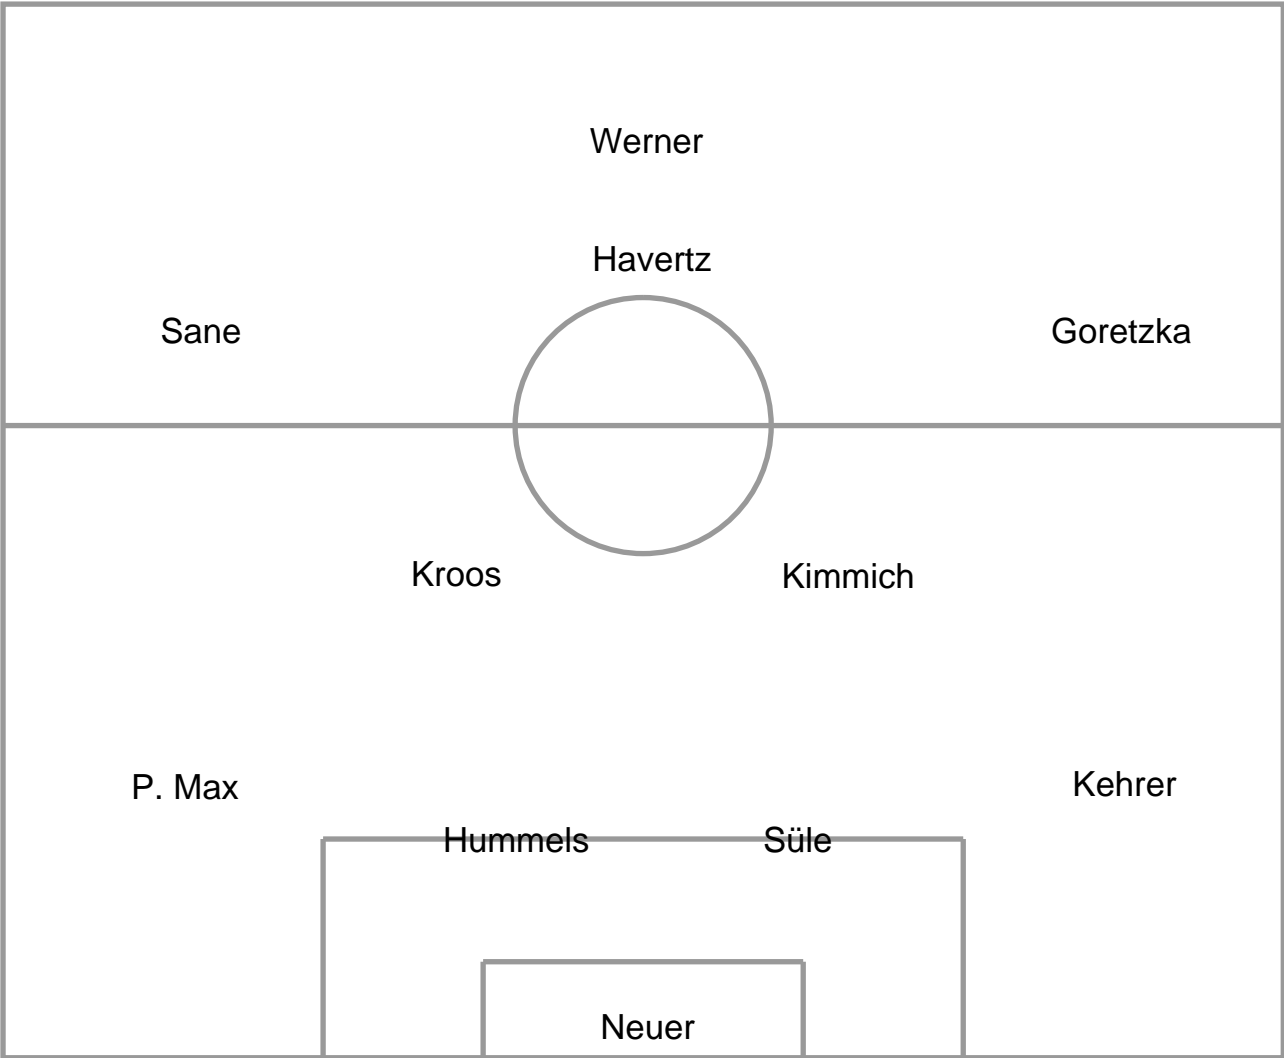 Werner
Havertz
Sane
Goretzka
Kroos
Kimmich
P. Max
Kehrer
Hummels
Süle
Neuer